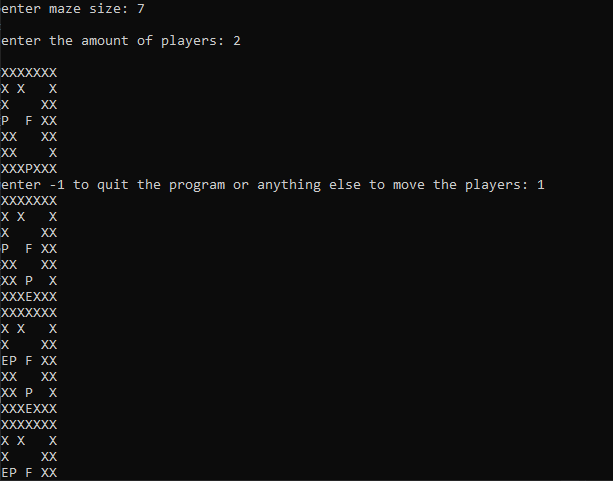 enter maze size: 7
enter the amount of players: 2
XXXXXXX
X X   X
X    XX
P  F XX
XX   XX
XX    X
XXXPXXX
enter -1 to quit the program or anything else to move the players: 1
XXXXXXX
X X   X
X    XX
P  F XX
XX   XX
XX P  X
XXXEXXX
XXXXXXX
X X   X
X    XX
EP F XX
XX   XX
XX P  X
XXXEXXX
XXXXXXX
X X   X
X    XX
EP F XX